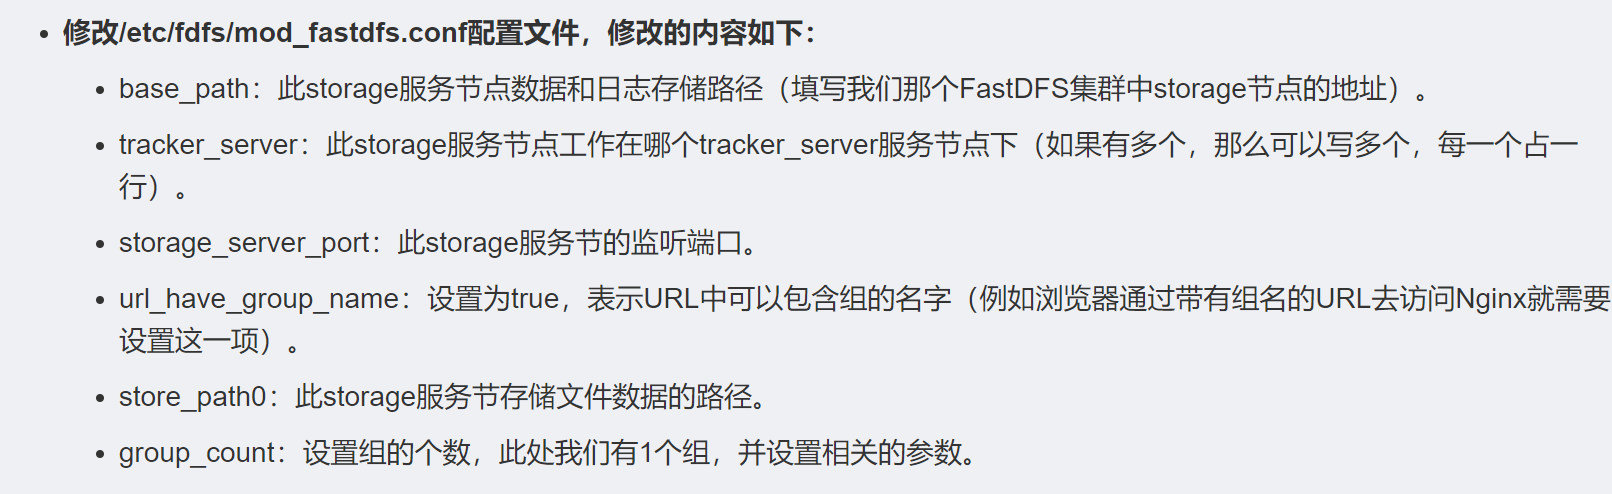 修改/etc/fdfs/mod_fastdfs.conf配置文件，修改的内容如下：
base_path：此storage服务节点数据和日志存储路径（填写我们那个FastDFS集群中storage节点的地址）。
tracker_server：此storage服务节点工作在哪个tracker_server服务节点下（如果有多个，那么可以写多个，每一个占一
行）。
storage_server_port：此storage服务节的监听端口。
url_have_group_name：设置为true，表示URL中可以包含组的名字（例如浏览器通过带有组名的URL去访问Nginx就需要
设置这一项）。
store_path0：此storage服务节存储文件数据的路径。
group_count：设置组的个数，此处我们有1个组，并设置相关的参数。